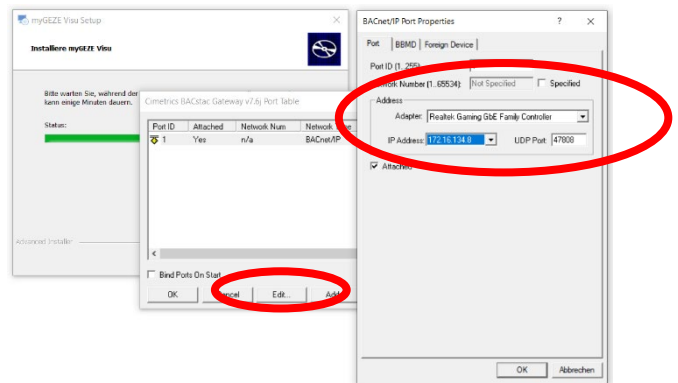 myGEZE Visu Setup
Installiere myGEZE Visu
Bitte warten Sie, während der
kann einige Minuten dauern.
Status:
Advanced Installer
Cimetrics BACstac Gateway v7.6j Port Table
Port ID Attached Network Num Network
1 Yes n/a BACnet/IP
Bind Ports On Start
OK Edit... Add
BACnet/IP Port Properties
Port BBMD Foreign Device
Port ID (1..255):
Number (1..65534): Not Specified Specified
Address
Adapter: Realtek Gaming GbE Family Controller
IP Address: 172.16.134.8 UDP Port 47808
Attached
OK Abbrechen